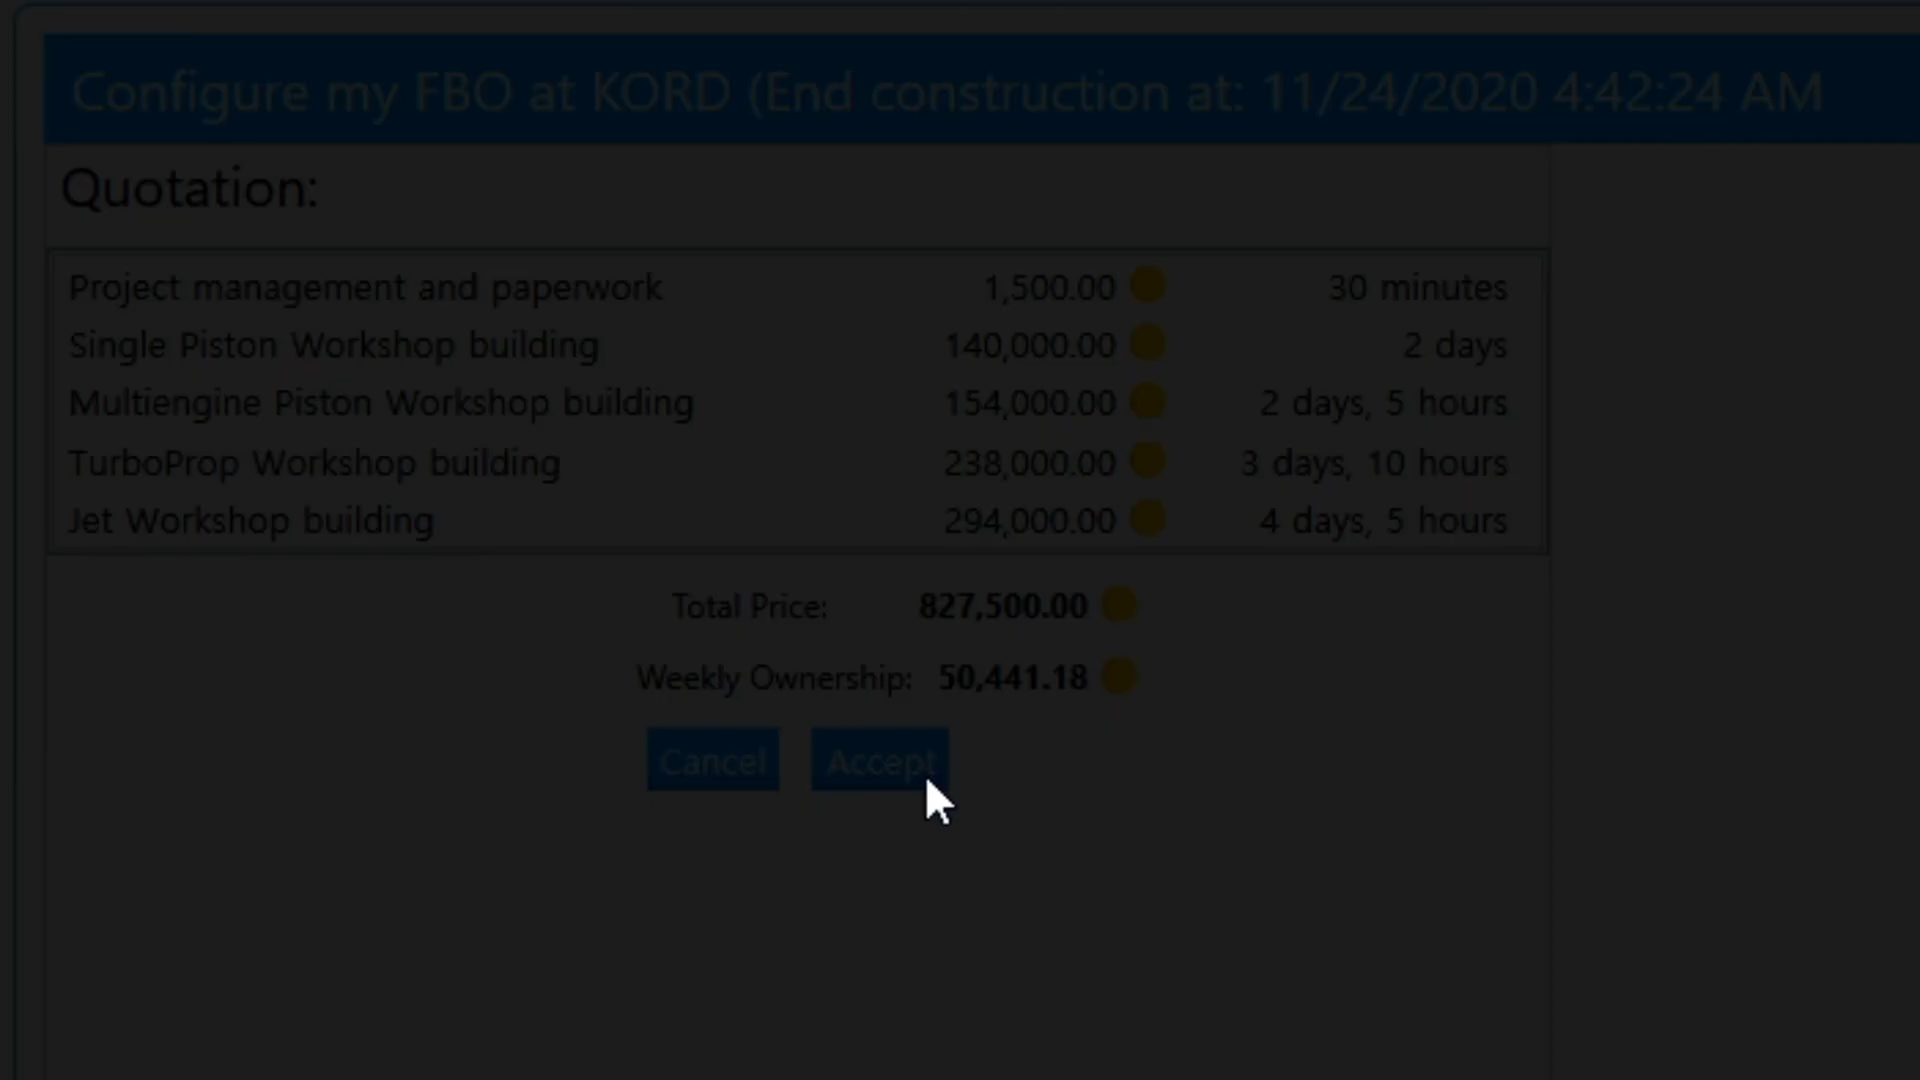 Configure my FBO at KORD (End construction at: 11/24/2020 4:42:24 AM
Quotation:
Project management and paperwork 1,500.00 30 minutes
Single Piston Workshop building 140,000.00 2 days
Multiengine Piston Workshop building 154,000.00 2 days, 5 hours
TurboProp Workshop building 238,000.00 3 days, 10 hours
Jet Workshop building 294,000.00 4 days, 5 hours
Total Price: 827,500.00
Weekly Ownership: 50,441.18
Cancel Accept